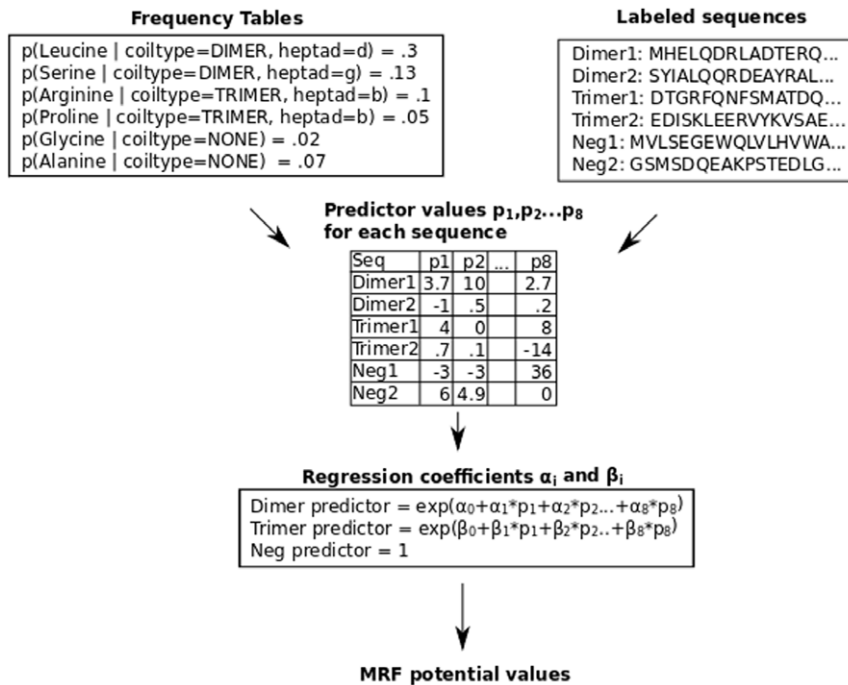 Frequency Tables
p(Leucine | coiltype=DIMER, heptad=d) = .3
p(Serine | coiltype=DIMER, heptad=g) = .13
p(Arginine | coiltype=TRIMER, heptad=b) = .1
p(Proline | coiltype=TRIMER, heptad=b) = .05
p(Glycine | coiltype=NONE) = .02
p(Alanine | coiltype=NONE) = .07
Labeled sequences
Dimer1: MHELQDRLADTERQ...
Dimer2: SYIALQQRDEAYRAL...
Trimer1: DTGRFQNFSMATDQ...
Trimer2: EDISKLEERVYKVSAE...
Neg1: MVLSEGEWQLVLHVWA...
Neg2: GSMSDQEAKPSTEDLG...
Predictor values p₁,p₂...p₈
for each sequence
Seq p1 p2 ... p8
Dimer1 3.7 10 2.7
Dimer2 -1 .5 .2
Trimer1 4 0 8
Trimer2 .7 .1 -14
Neg1 -3 -3 36
Neg2 6 4.9 0
Regression coefficients αᵢ and βᵢ
Dimer predictor = exp(α₀+α₁*p₁+α₂*p₂...+α₈*p₈)
Trimer predictor = exp(β₀+β₁*p₁+β₂*p₂..+β₈*p₈)
Neg predictor = 1
MRF potential values